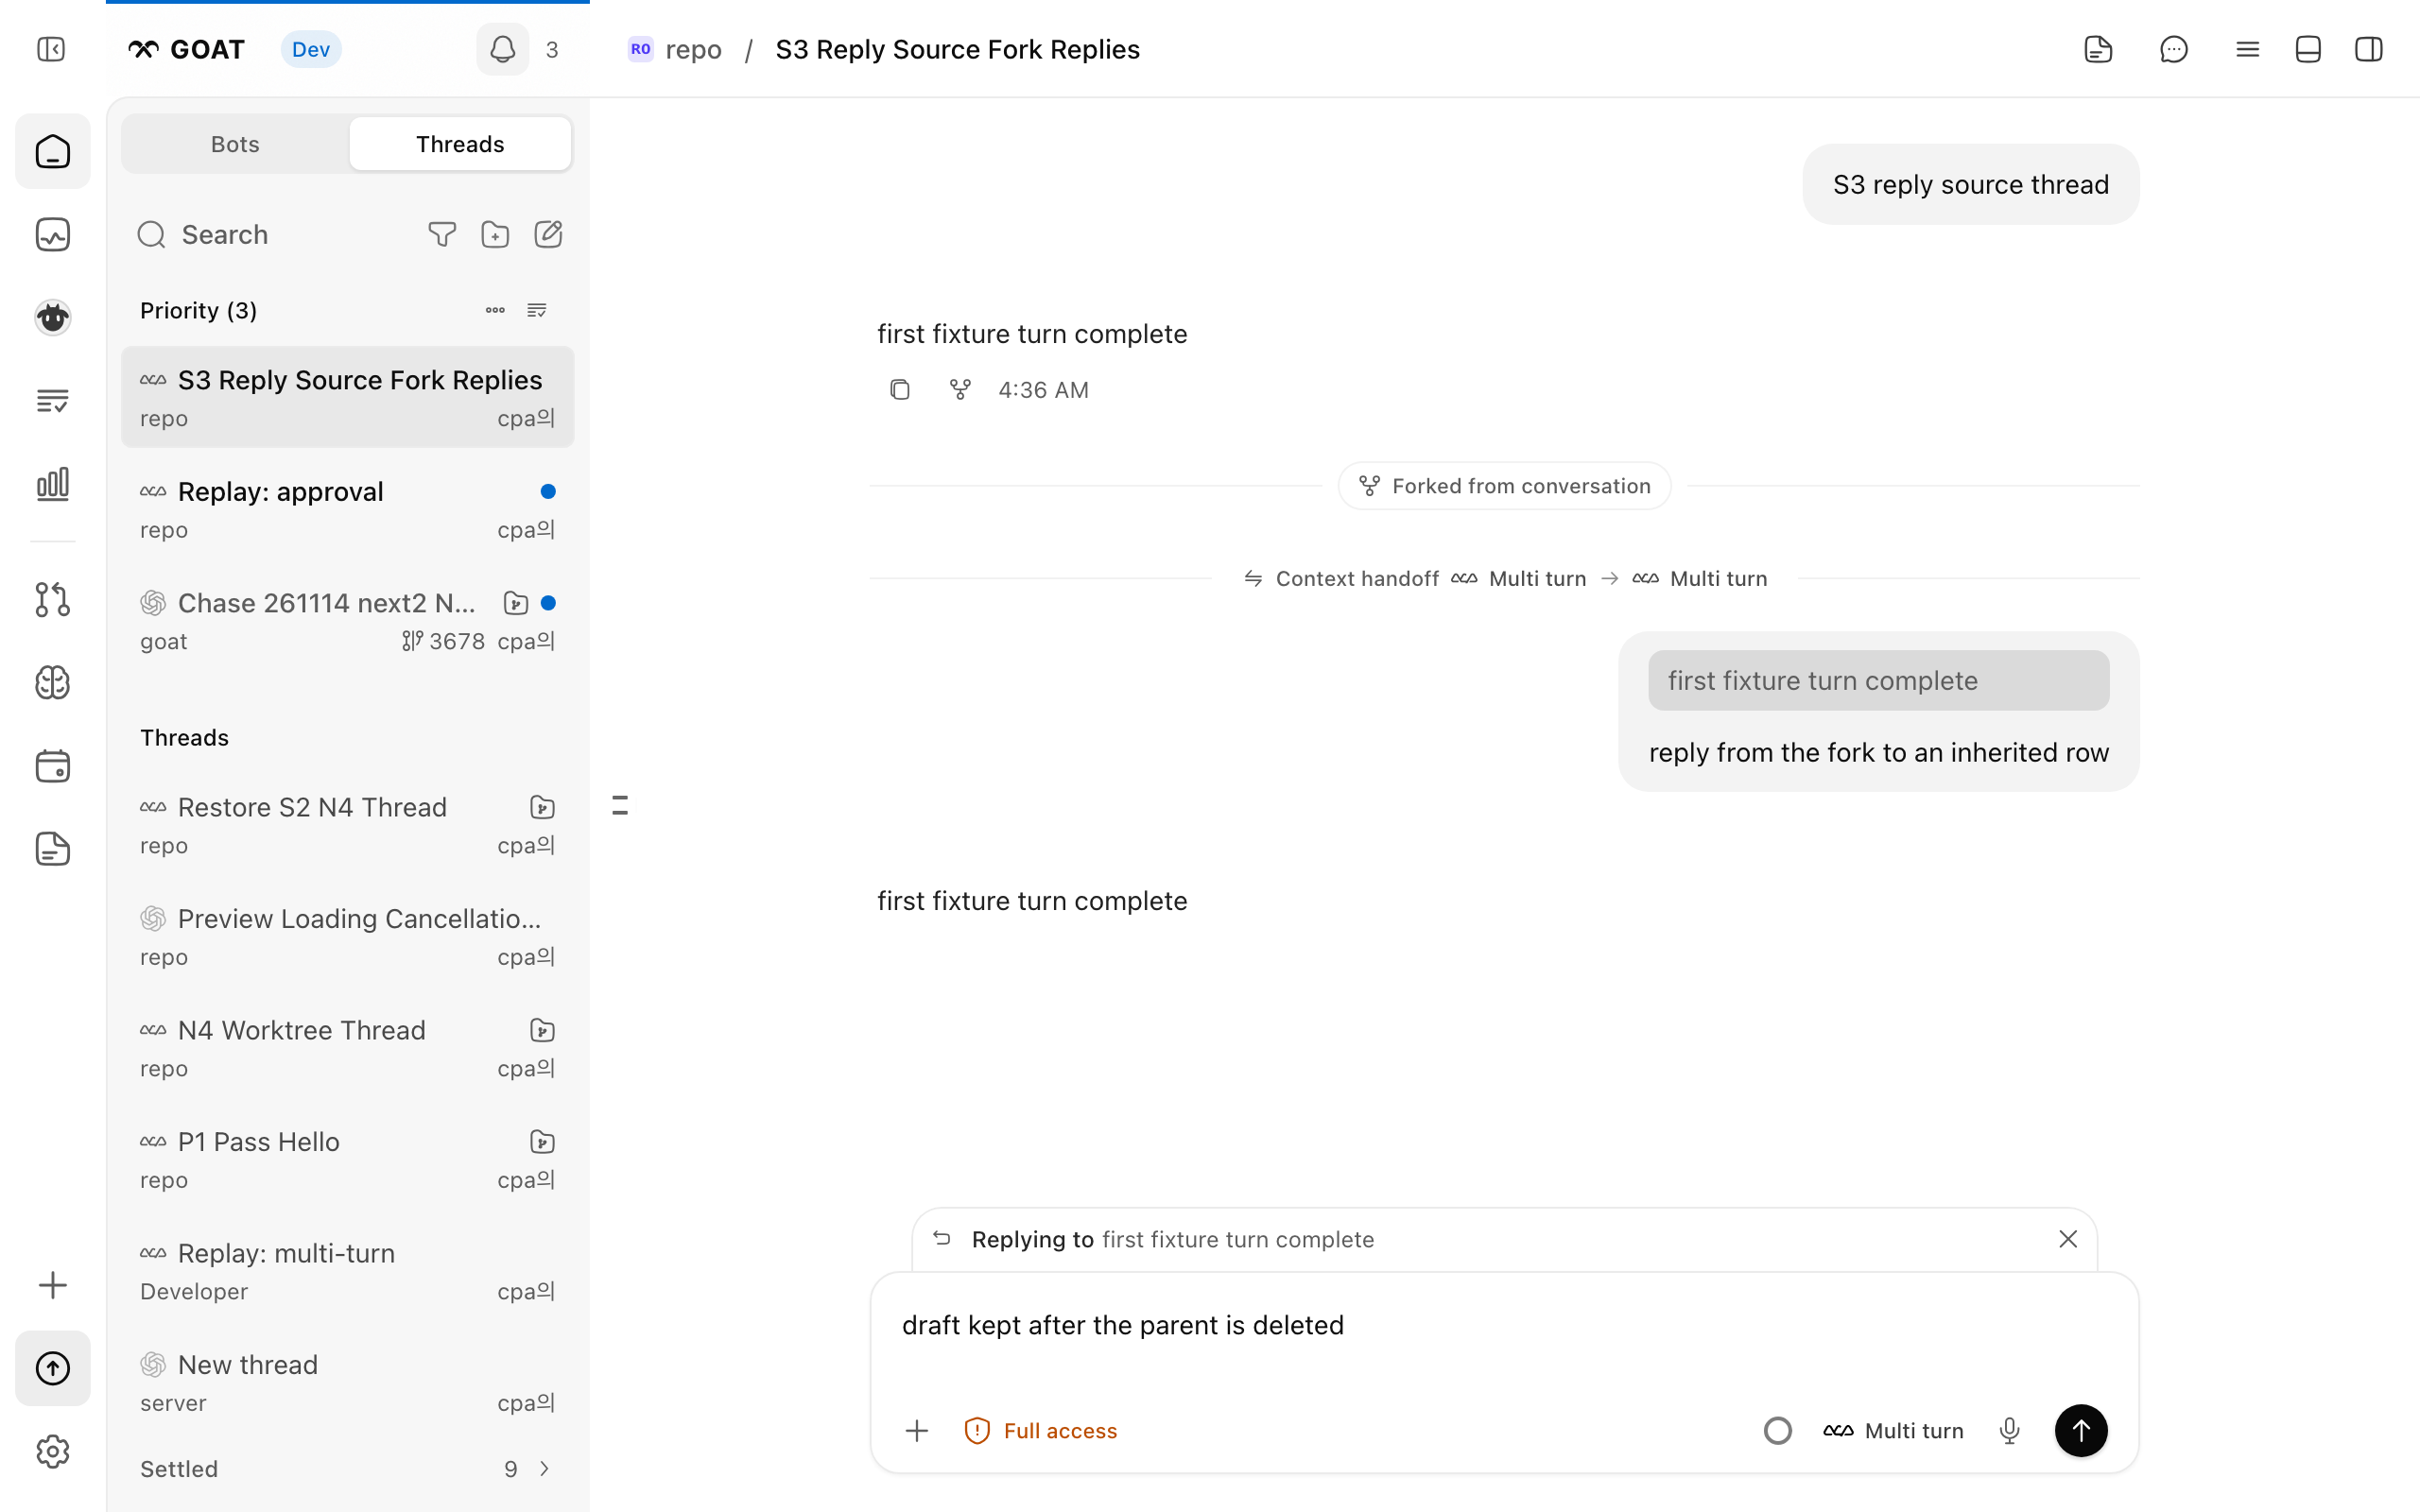 GOAT
Dev
3
RO repo / S3 Reply Source Fork Replies
Bots
Threads
Search
Priority (3)
S3 Reply Source Fork Replies
repo
cpa의
Replay: approval
repo
cpa의
Chase 261114 next2 N...
goat
3678
cpa의
Threads
Restore S2 N4 Thread
repo
cpa의
Preview Loading Cancellatio...
repo
cpa의
N4 Worktree Thread
repo
cpa의
P1 Pass Hello
repo
cpa의
Replay: multi-turn
Developer
cpa의
New thread
server
cpa의
Settled
9
S3 reply source thread
first fixture turn complete
4:36 AM
Forked from conversation
Context handoff Multi turn → Multi turn
first fixture turn complete
reply from the fork to an inherited row
first fixture turn complete
Replying to first fixture turn complete
draft kept after the parent is deleted
Full access
Multi turn